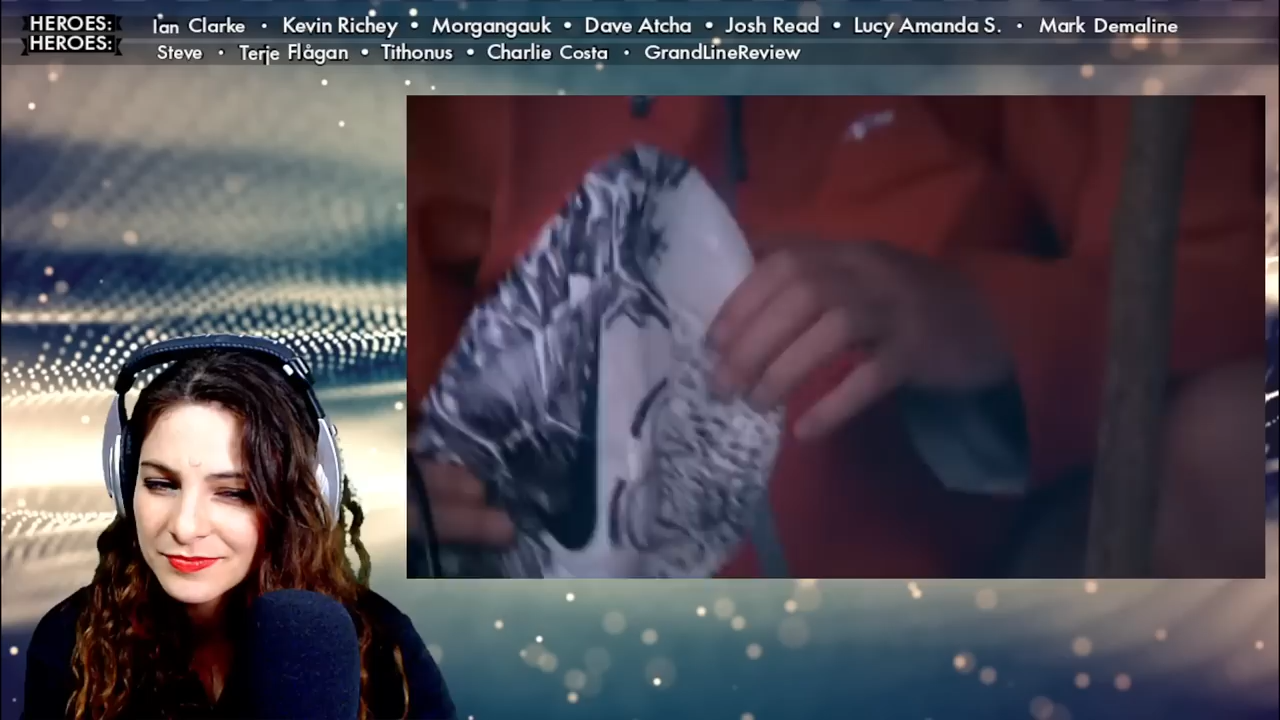 HEROES: Ian Clarke • Kevin Richey • Morgangauk • Dave Atcha • Josh Read • Lucy Amanda S. • Mark Demaline
HEROES: Steve • Terje Flågan • Tithonus • Charlie Costa • GrandLineReview